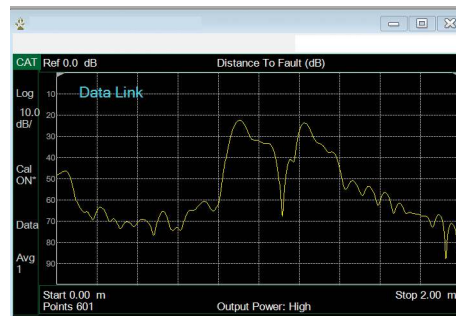 CAT Ref 0.0 dB Distance To Fault (dB)
Log
10.0
dB/
Cal
ON*
Data
Avg
1
Data Link
10
20
30
40
50
60
70
80
90
Start 0.00 m Stop 2.00 m
Points 601 Output Power: High